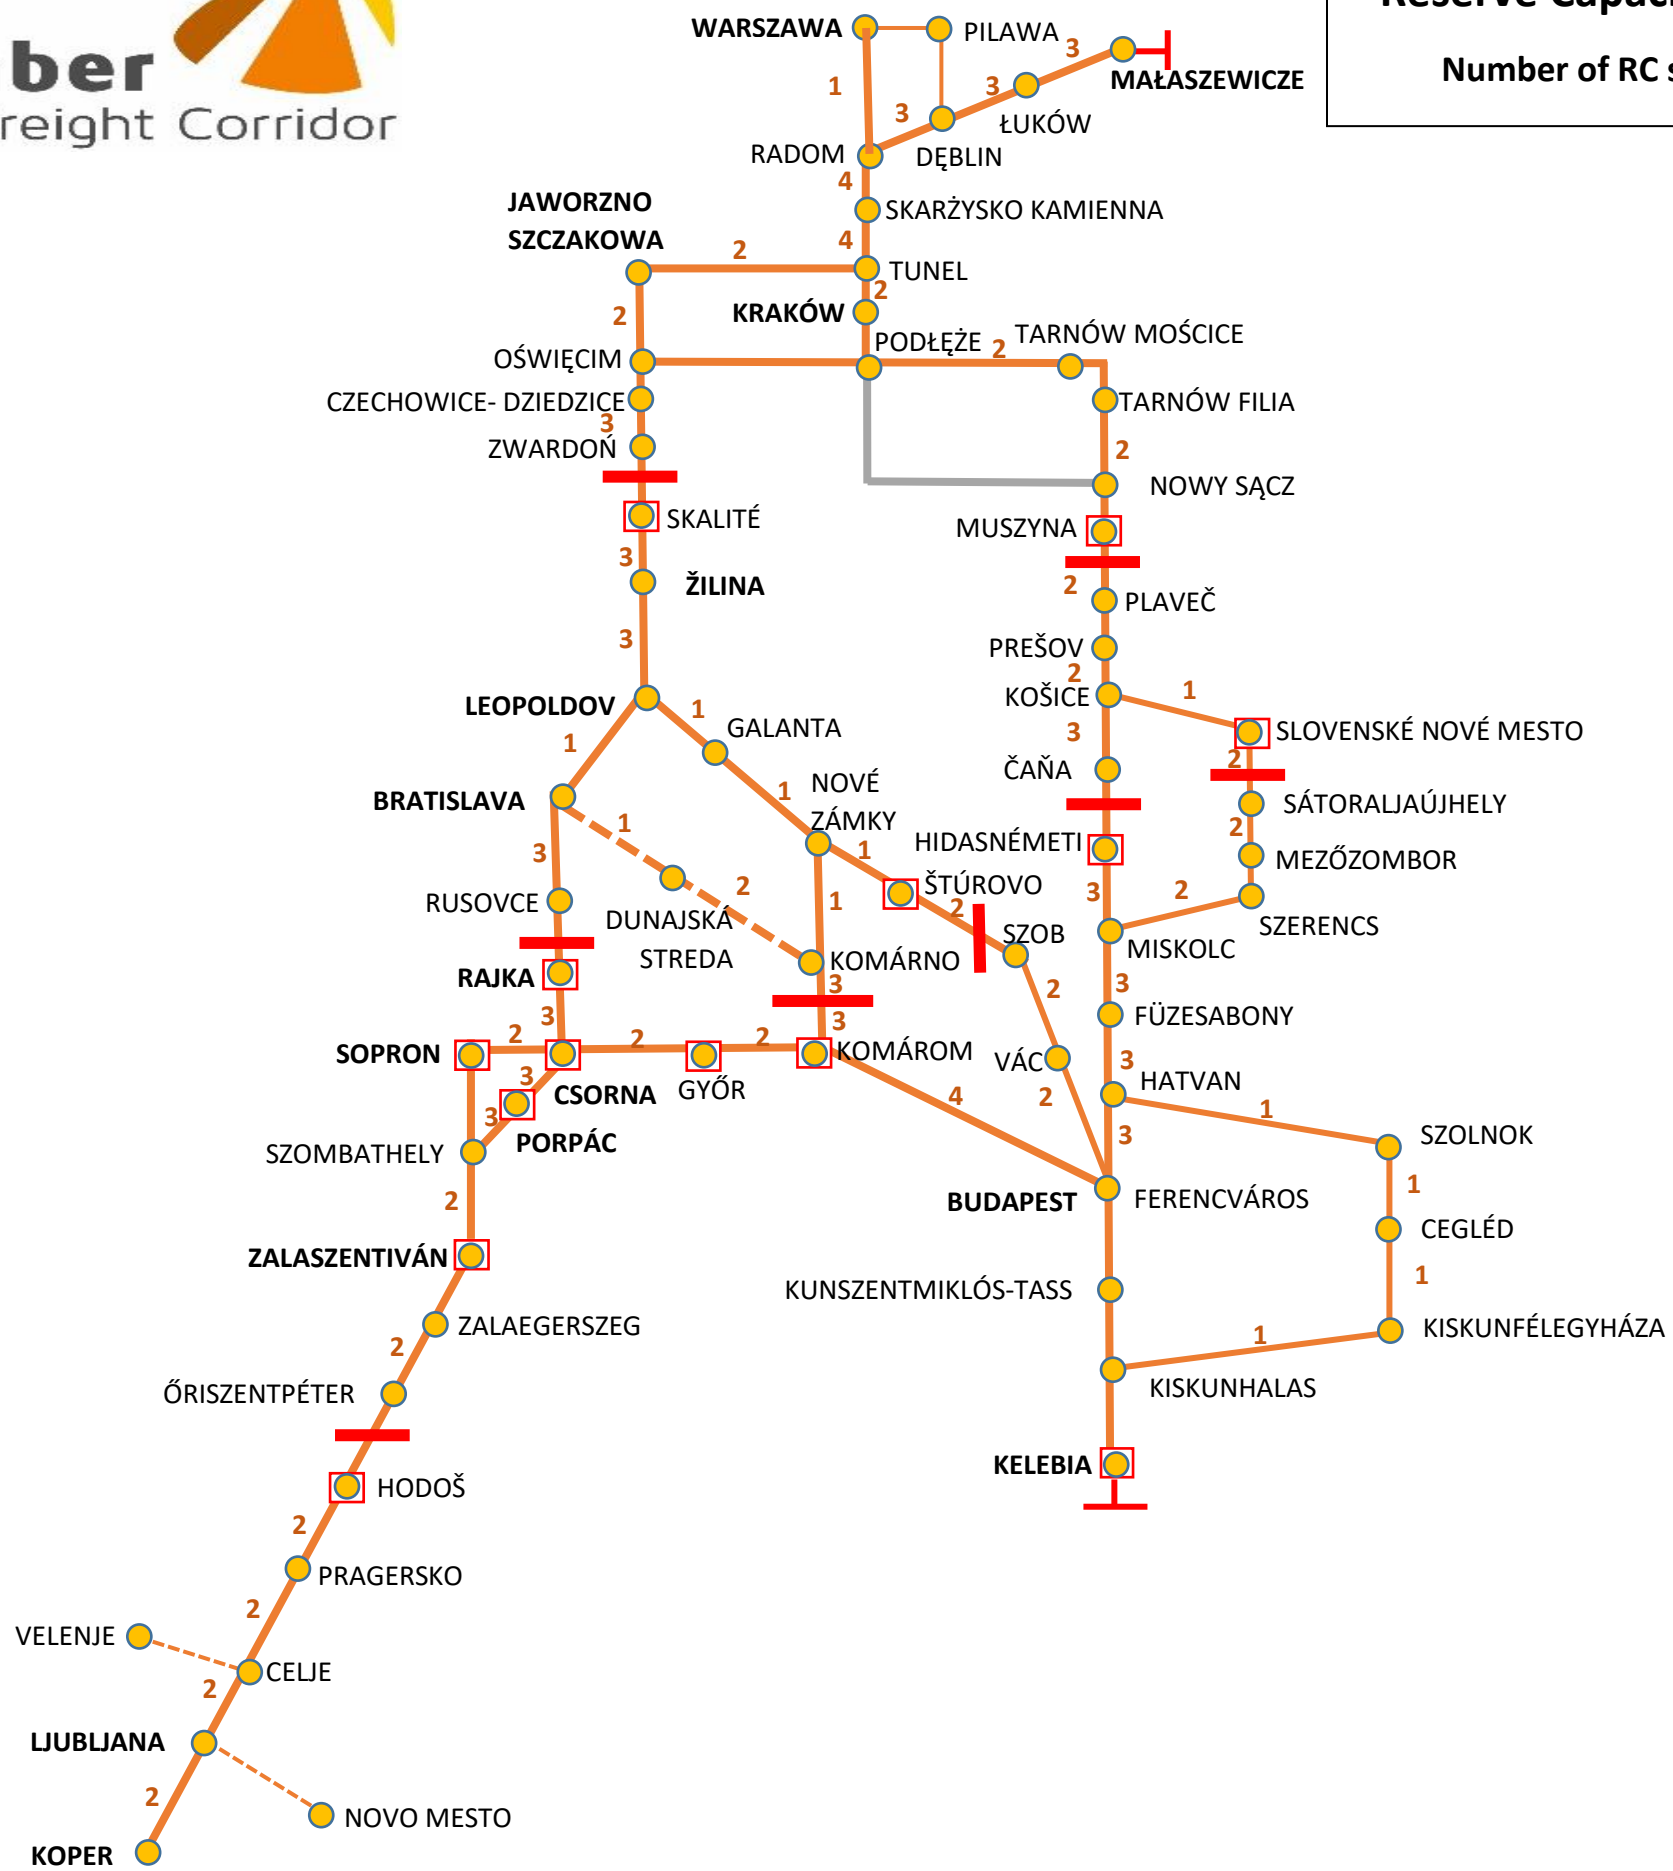 ber
reight Corridor
Number of RC s
WARSZAWA
PILAWA
3
MAŁASZEWICZE
1
3
3
ŁUKÓW
RADOM
DĘBLIN
4
JAWORZNO
SZCZAKOWA
SKARŻYSKO KAMIENNA
2
4
TUNEL
2
2
KRAKÓW
PODŁĘŻE
2
TARNÓW MOŚCICE
OŚWIĘCIM
CZECHOWICE- DZIEDZICE
TARNÓW FILIA
3
ZWARDOŃ
2
NOWY SĄCZ
SKALITÉ
MUSZYNA
3
ŽILINA
2
PLAVEČ
3
PREŠOV
2
KOŠICE
1
LEOPOLDOV
1
GALANTA
3
SLOVENSKÉ NOVÉ MESTO
1
2
ČAŇA
BRATISLAVA
1
NOVÉ
ZÁMKY
SÁTORALJAÚJHELY
1
2
3
1
HIDASNÉMETI
MEZŐZOMBOR
RUSOVCE
2
1
ŠTÚROVO
3
2
DUNAJSKÁ
STREDA
2
SZOB
SZERENCS
MISKOLC
KOMÁRNO
RAJKA
3
2
3
3
3
FÜZESABONY
SOPRON
2
2
2
KOMÁROM
VÁC
3
HATVAN
3
CSORNA
GYŐR
4
2
1
3
PORPÁC
3
SZOLNOK
SZOMBATHELY
1
2
BUDAPEST
FERENCVÁROS
CEGLÉD
ZALASZENTIVÁN
1
KUNSZENTMIKLÓS-TASS
ZALAEGERSZEG
1
KISKUNFÉLEGYHÁZA
2
ŐRISZENTPÉTER
KISKUNHALAS
KELEBIA
HODOŠ
2
PRAGERSKO
2
VELENJE
CELJE
2
LJUBLJANA
2
NOVO MESTO
KOPER